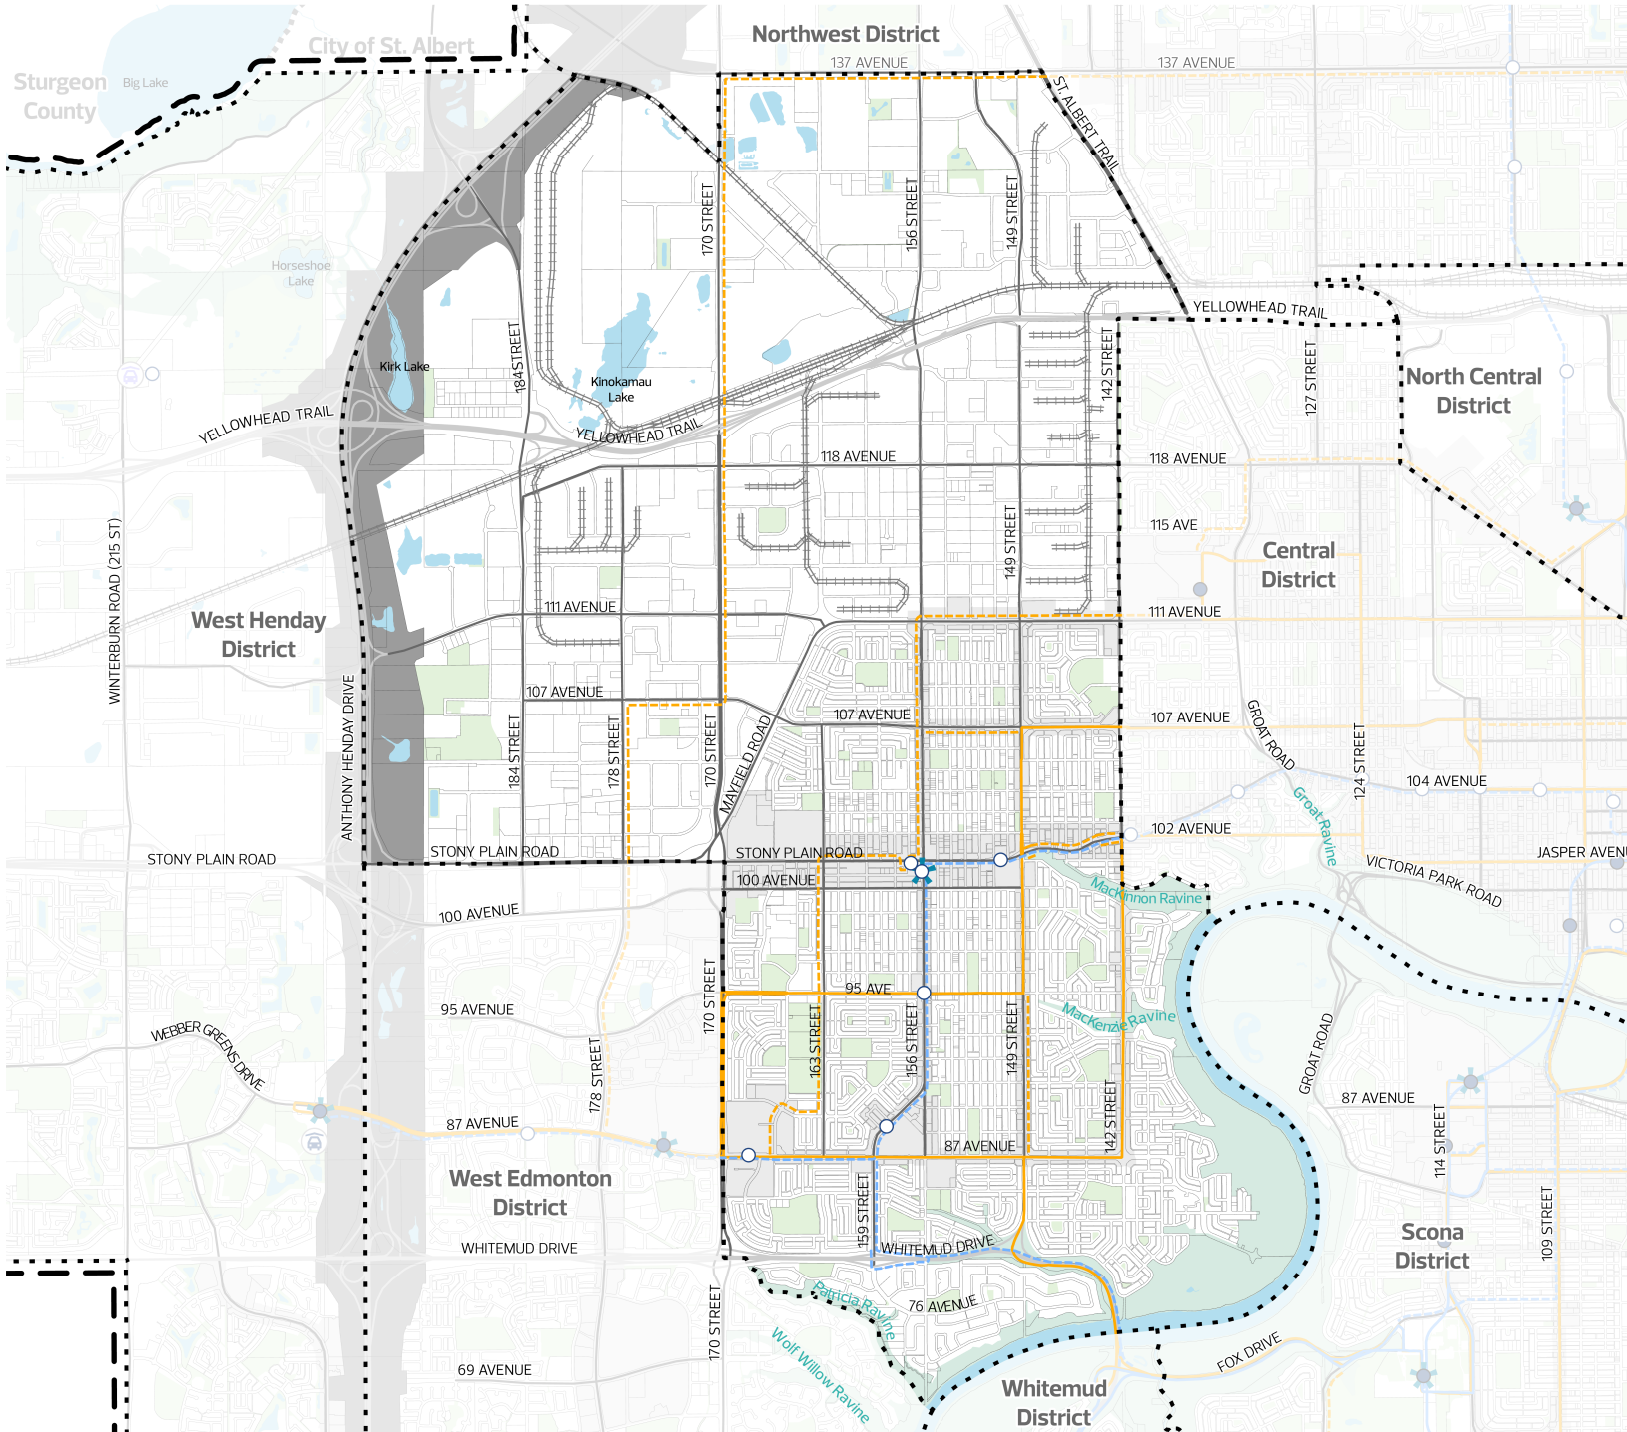 Northwest District
City of St. Albert
137 AVENUE
137 AVENUE
Sturgeon
County
Big Lake
ST. ALBERT TRAIL
170 STREET
156 STREET
149 STREET
Horseshoe
Lake
YELLOWHEAD TRAIL
184STREET
142 STREET
127 STREET
Kirk Lake
Kinokamau
Lake
North Central
District
YELLOWHEAD TRAIL
YELLOWHEAD TRAIL
118 AVENUE
118 AVENUE
115 AVE
149 STREET
Central
District
WINTERBURN ROAD (215 ST)
West Henday
District
111 AVENUE
111 AVENUE
107 AVENUE
107 AVENUE
107 AVENUE
ANTHONY HENDAY DRIVE
184 STREET
178 STREET
170 STREET
MAYFIELD ROAD
GROAT ROAD
124 STREET
104 AVENUE
Groat Ravine
102 AVENUE
STONY PLAIN ROAD
STONY PLAIN ROAD
STONY PLAIN ROAD
JASPER AVENU
VICTORIA PARK ROAD
100 AVENUE
MacKinnon Ravine
100 AVENUE
170 STREET
95 AVE
95 AVENUE
163 STREET
156 STREET
149 STREET
MacKenzie Ravine
WEBBER GREENS DRIVE
178 STREET
GROAT ROAD
142 STREET
87 AVENUE
87 AVENUE
87 AVENUE
114 STREET
West Edmonton
District
159 STREET
109 STREET
WHITEMUD DRIVE
WHITEMUD DRIVE
Scona
District
170 STREET
Patricia Ravine
76 AVENUE
Wolf Willow Ravine
69 AVENUE
FOX DRIVE
Whitemud
District